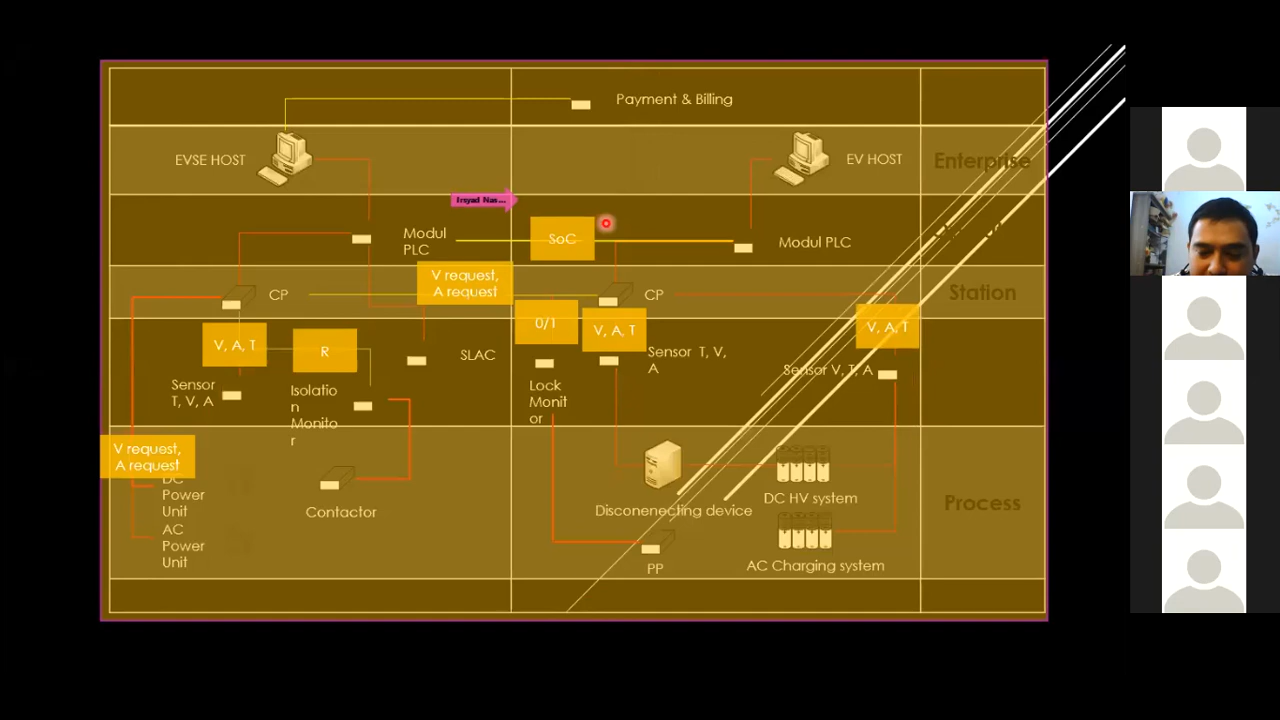 Payment & Billing
EVSE HOST
EV HOST
Enterprise
Irsyad Nas...
Modul
PLC
SoC
Modul PLC
V request,
A request
CP
CP
Station
V, A, T
R
0/1
V, A, T
V, A, T
SLAC
Sensor T, V,
A
Sensor V, T, A
Sensor
T, V, A
Isolatio
n
Monito
r
Lock
Monit
or
V request,
A request
DC
Power
Unit
AC
Power
Unit
Contactor
Disconenecting device
PP
DC HV system
AC Charging system
Process